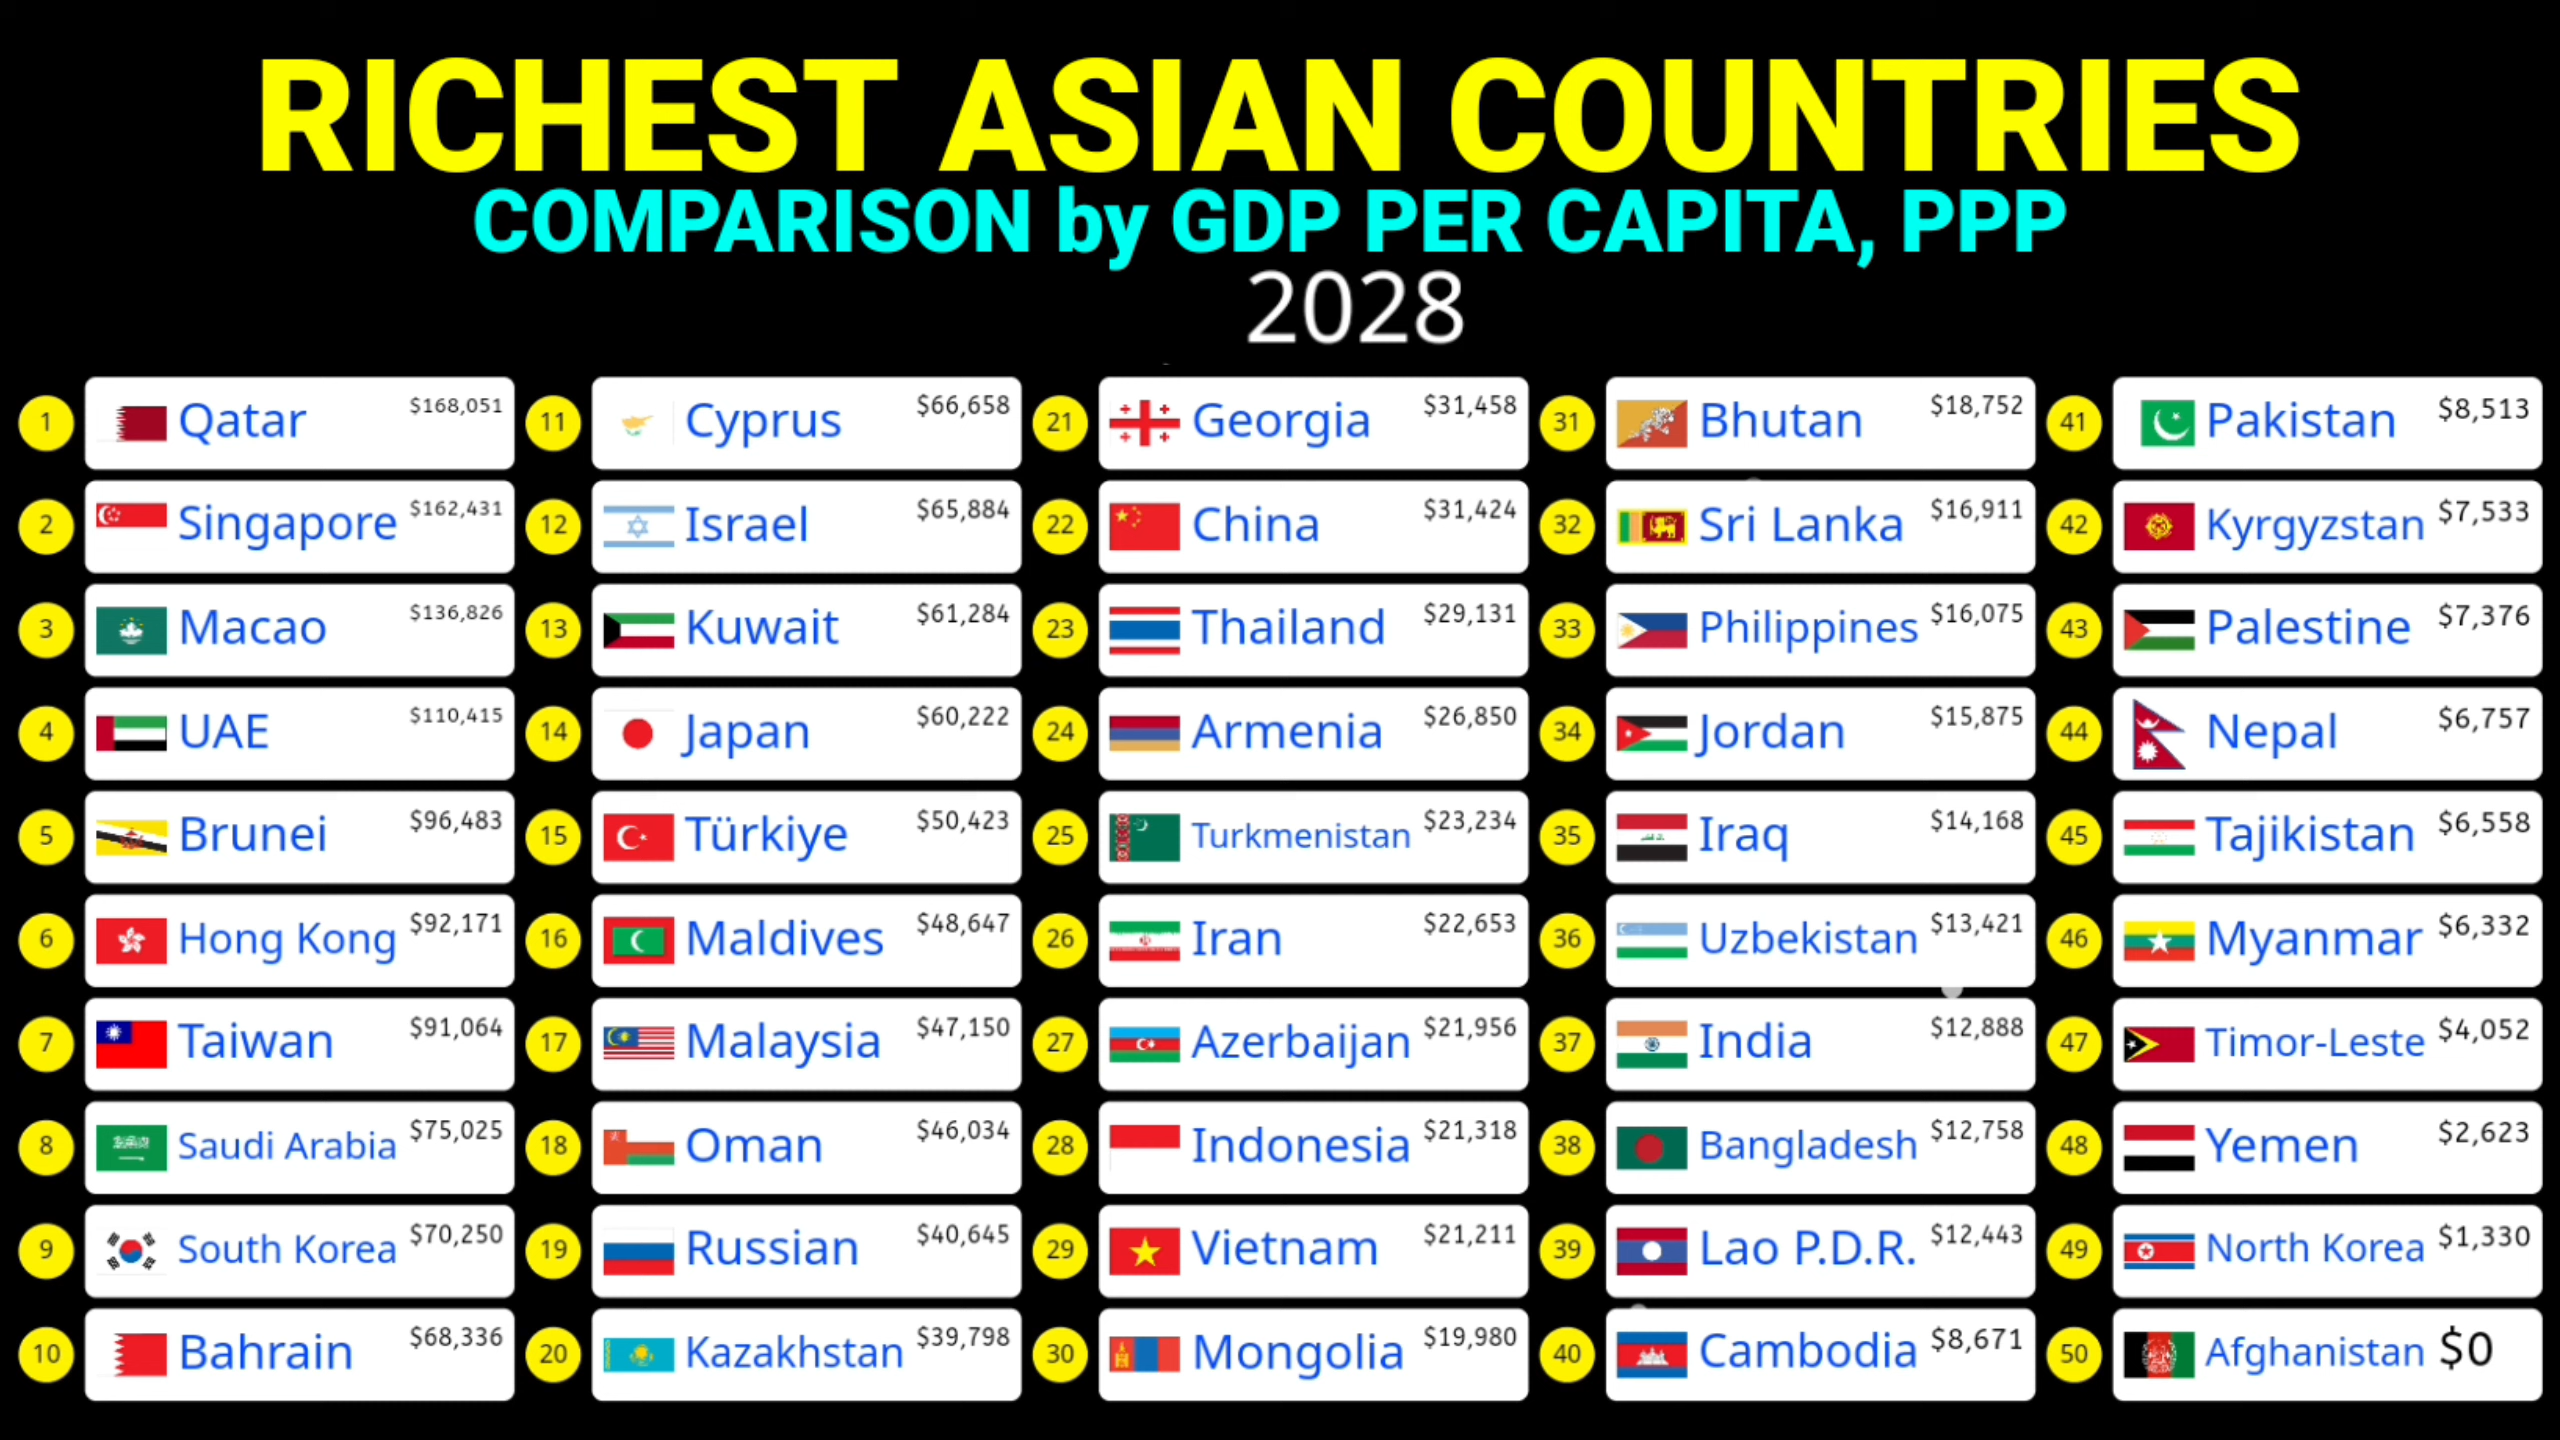 RICHEST ASIAN COUNTRIES
COMPARISON by GDP PER CAPITA, PPP
2028
1 Qatar $168,051
2 Singapore $162,431
3 Macao $136,826
4 UAE $110,415
5 Brunei $96,483
6 Hong Kong $92,171
7 Taiwan $91,064
8 Saudi Arabia $75,025
9 South Korea $70,250
10 Bahrain $68,336
11 Cyprus $66,658
12 Israel $65,884
13 Kuwait $61,284
14 Japan $60,222
15 Türkiye $50,423
16 Maldives $48,647
17 Malaysia $47,150
18 Oman $46,034
19 Russian $40,645
20 Kazakhstan $39,798
21 Georgia $31,458
22 China $31,424
23 Thailand $29,131
24 Armenia $26,850
25 Turkmenistan $23,234
26 Iran $22,653
27 Azerbaijan $21,956
28 Indonesia $21,318
29 Vietnam $21,211
30 Mongolia $19,980
31 Bhutan $18,752
32 Sri Lanka $16,911
33 Philippines $16,075
34 Jordan $15,875
35 Iraq $14,168
36 Uzbekistan $13,421
37 India $12,888
38 Bangladesh $12,758
39 Lao P.D.R. $12,443
40 Cambodia $8,671
41 Pakistan $8,513
42 Kyrgyzstan $7,533
43 Palestine $7,376
44 Nepal $6,757
45 Tajikistan $6,558
46 Myanmar $6,332
47 Timor-Leste $4,052
48 Yemen $2,623
49 North Korea $1,330
50 Afghanistan $0